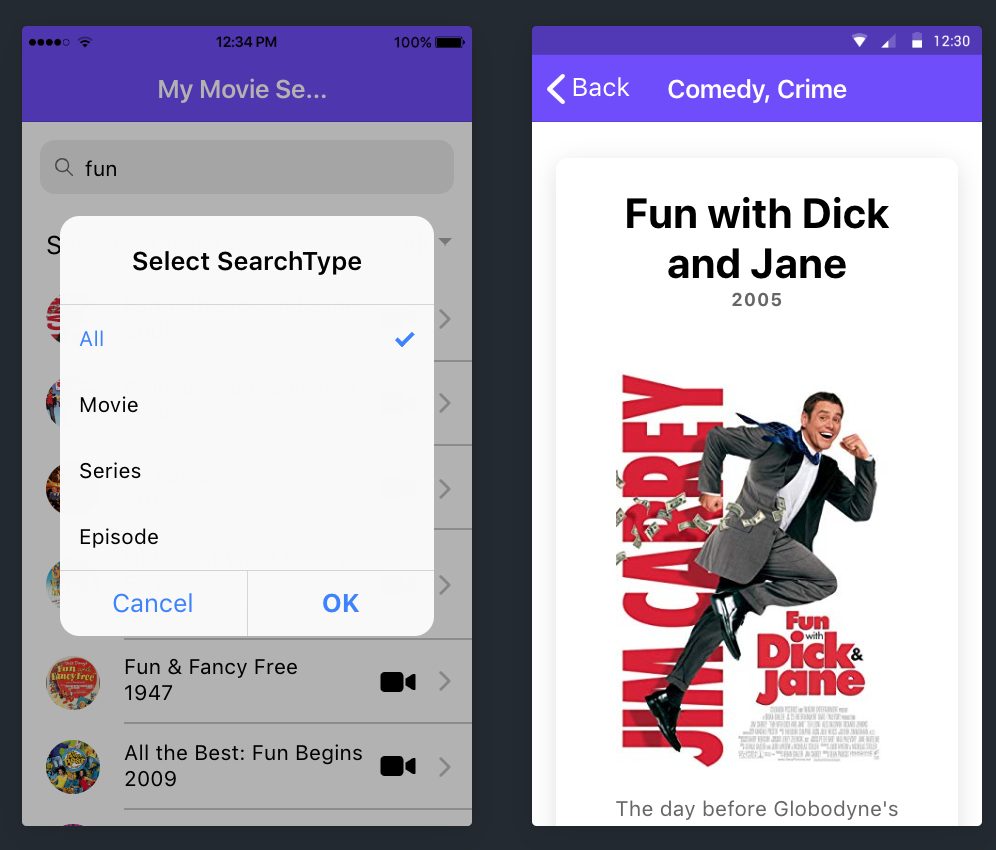 12:34 PM
100%
My Movie Se...
fun
S
Select SearchType
All
Movie
Series
Episode
Cancel
OK
Fun & Fancy Free
1947
All the Best: Fun Begins
2009
12:30
Back
Comedy, Crime
Fun with Dick
and Jane
2005
JIM CARREY
Fun
with
Dick &
Jane
The day before Globodyne's